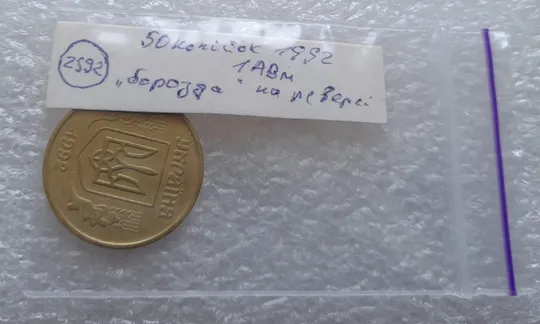 50 копійок 1992
2592
1АВм
„борозда" на реверсі
УКРАЇНА
1992